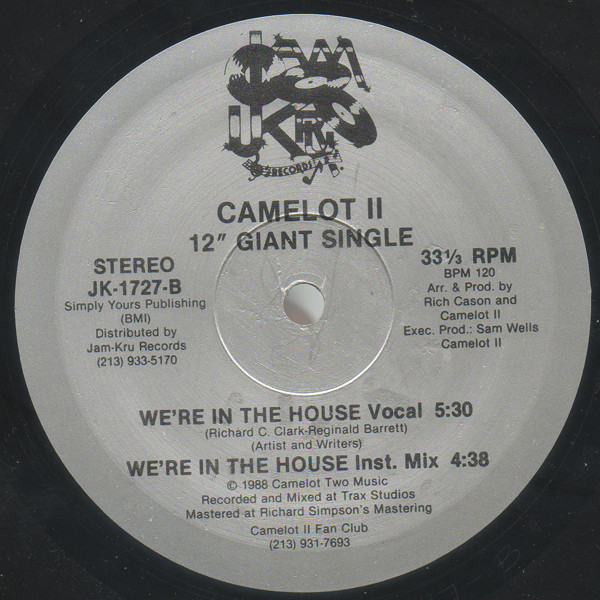 JAM
KRU
RECORDS
CAMELOT II
12" GIANT SINGLE
STEREO
JK-1727-B
Simply Yours Publishing
(BMI)
Distributed by
Jam-Kru Records
(213) 933-5170
33⅓ RPM
BPM 120
Arr. & Prod. by
Rich Cason and
Camelot II
Exec. Prod.: Sam Wells
Camelot II
WE'RE IN THE HOUSE Vocal 5:30
(Richard C. Clark-Reginald Barrett)
(Artist and Writers)
WE'RE IN THE HOUSE Inst. Mix 4:38
© 1988 Camelot Two Music
Recorded and Mixed at Trax Studios
Mastered at Richard Simpson's Mastering
Camelot II Fan Club
(213) 931-7693